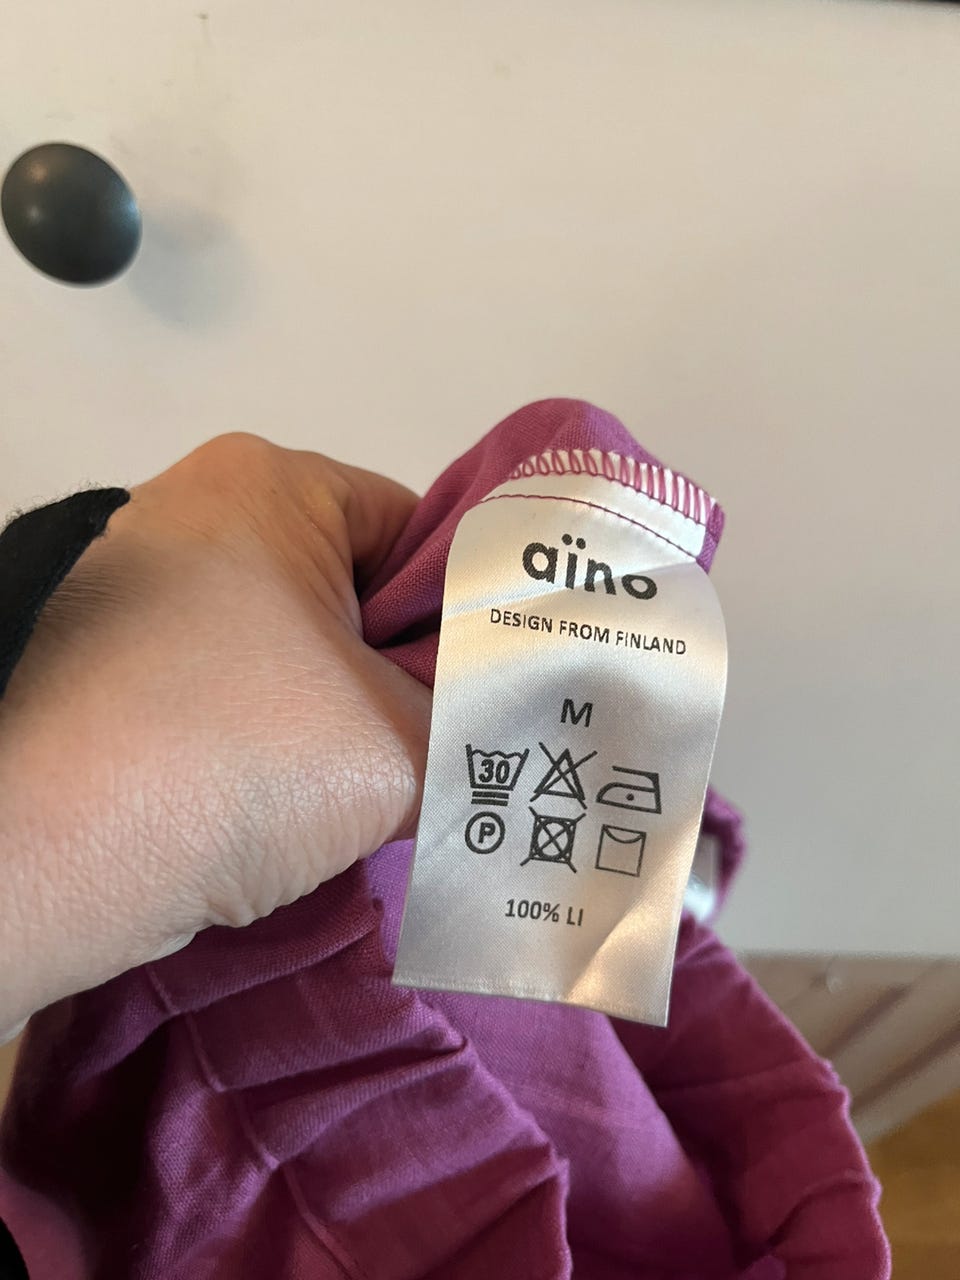 aïno
DESIGN FROM FINLAND
M
30
P
100% LI